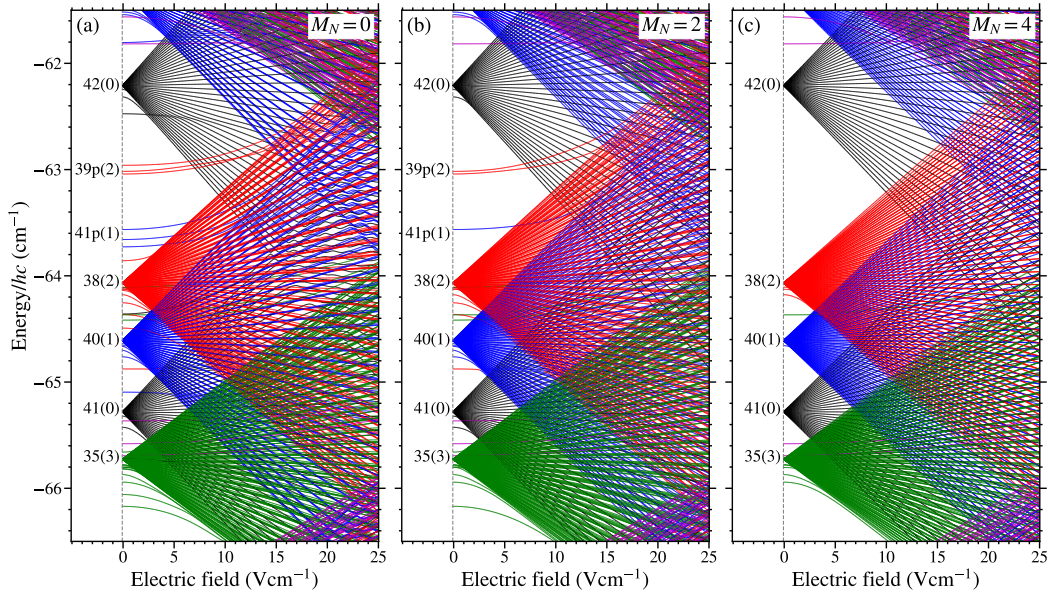 (a)
M_N = 0
(b)
M_N = 2
(c)
M_N = 4
Energy/hc (cm⁻¹)
−62
−63
−64
−65
−66
42(0)
39p(2)
41p(1)
38(2)
40(1)
41(0)
35(3)
42(0)
39p(2)
41p(1)
38(2)
40(1)
41(0)
35(3)
42(0)
38(2)
40(1)
41(0)
35(3)
0 5 10 15 20 25
0 5 10 15 20 25
0 5 10 15 20 25
Electric field (Vcm⁻¹)
Electric field (Vcm⁻¹)
Electric field (Vcm⁻¹)